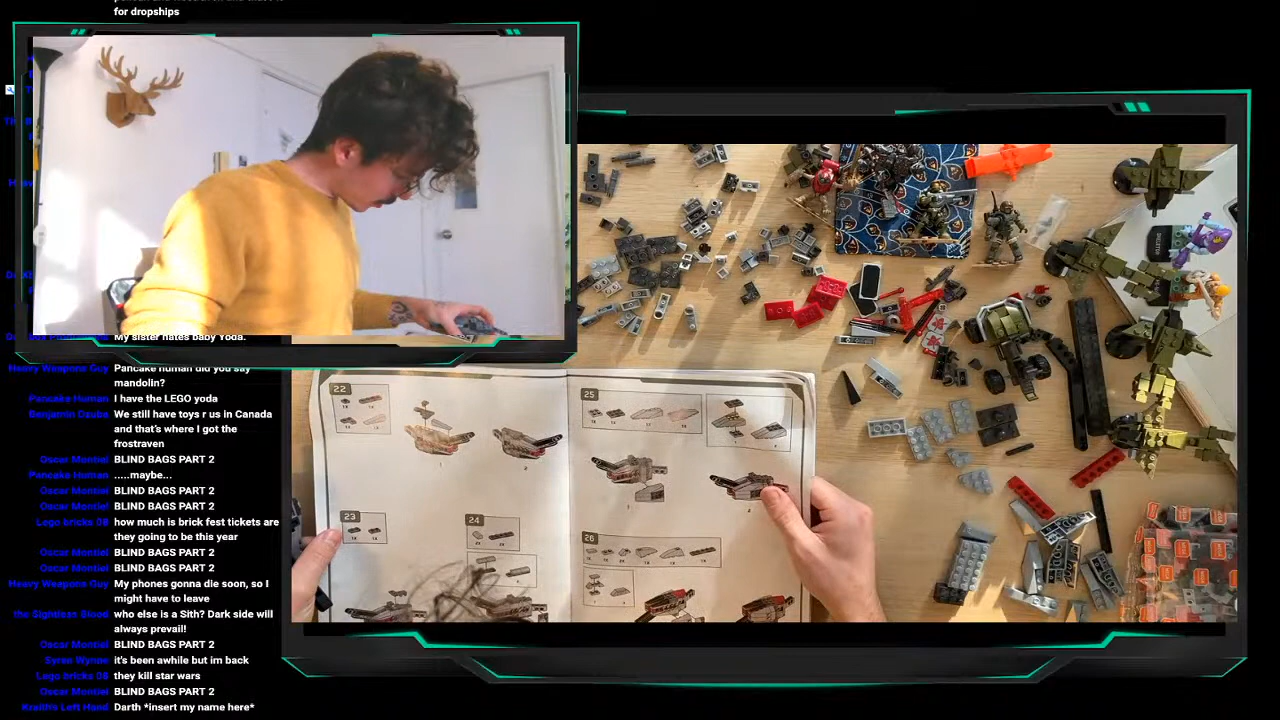 for dropships
My sister hates baby Yoda.
Heavy Weapons Guy Pancake human did you say
mandolin?
Pancake Human I have the LEGO yoda
Benjamin Dzuba We still have toys r us in Canada
and that's where I got the
frostraven
Oscar Montiel BLIND BAGS PART 2
Pancake Human .....maybe...
Oscar Montiel BLIND BAGS PART 2
Oscar Montiel BLIND BAGS PART 2
Lego bricks 08 how much is brick fest tickets are
they going to be this year
Oscar Montiel BLIND BAGS PART 2
Oscar Montiel BLIND BAGS PART 2
Heavy Weapons Guy My phones gonna die soon, so I
might have to leave
the Sightless Blood who else is a Sith? Dark side will
always prevail!
Oscar Montiel BLIND BAGS PART 2
Syren Wynne it's been awhile but im back
Lego bricks 08 they kill star wars
Oscar Montiel BLIND BAGS PART 2
Kraith's Left Hand Darth *insert my name here*
22
25
23
24
26